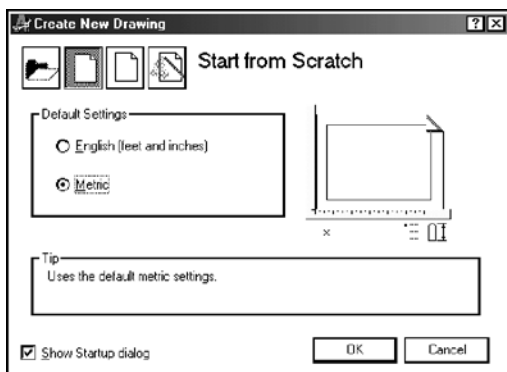 Create New Drawing
Start from Scratch
Default Settings
English (feet and inches)
Metric
Tip
Uses the default metric settings.
Show Startup dialog
OK
Cancel